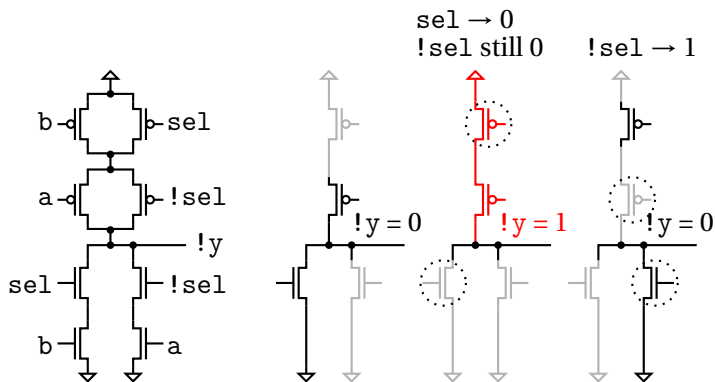 sel → 0
!sel still 0
!sel → 1
b
sel
a
!sel
!y
!y = 0
!y = 1
!y = 0
sel
!sel
b
a